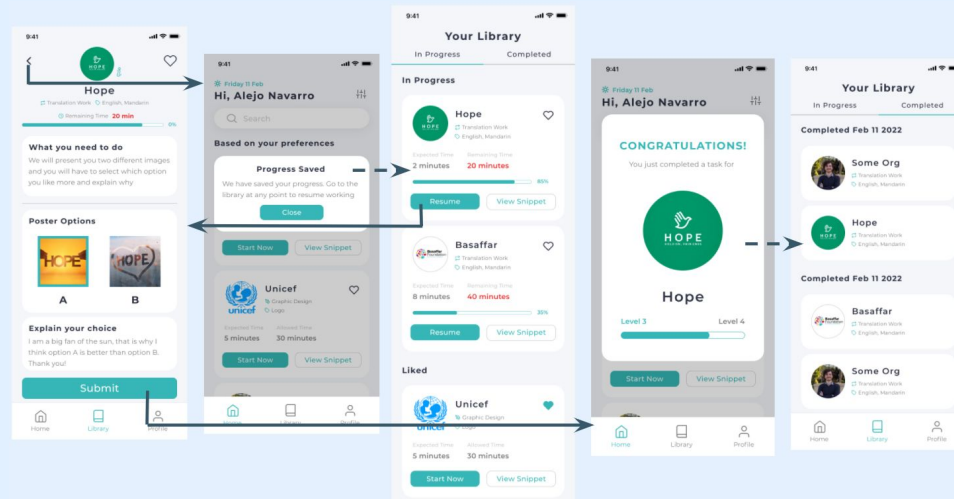 9:41
HOPE
Hope
Translation Work English, Mandarin
Remaining Time 20 min
6%
What you need to do
We will present you two different images
and you will have to select which option
you like more and explain why
Poster Options
HOPE
HOPE
A
B
Explain your choice
I am a big fan of the sun, that is why I
think option A is better than option B.
Thank you!
Submit
Home
Library
Profile
9:41
Friday 11 Feb
Hi, Alejo Navarro
Search
Based on your preferences
Progress Saved
We have saved your progress. Go to the
library at any point to resume working
Close
Start Now
View Snippet
unicef
Unicef
Graphic Design
Logo
Expected Time
Allowed Time
5 minutes
30 minutes
Start Now
View Snippet
Home
Library
Profile
9:41
Your Library
In Progress
Completed
In Progress
HOPE
Hope
Translation Work
English, Mandarin
Expected Time
Remaining Time
2 minutes
20 minutes
85%
Resume
View Snippet
Basaffar
Foundation
Basaffar
Translation Work
English, Mandarin
Expected Time
Remaining Time
8 minutes
40 minutes
35%
Resume
View Snippet
Liked
unicef
Unicef
Graphic Design
Logo
Expected Time
Allowed Time
5 minutes
30 minutes
Start Now
View Snippet
9:41
Friday 11 Feb
Hi, Alejo Navarro
CONGRATULATIONS!
You just completed a task for
HOPE
Hope
Level 3
Level 4
Start Now
View Snippet
Home
Library
Profile
9:41
Your Library
In Progress
Completed
Completed Feb 11 2022
Some Org
Translation Work
English, Mandarin
HOPE
Hope
Translation Work
English, Mandarin
Completed Feb 11 2022
Basaffar
Foundation
Basaffar
Translation Work
English, Mandarin
Some Org
Translation Work
English, Mandarin
Home
Library
Profile